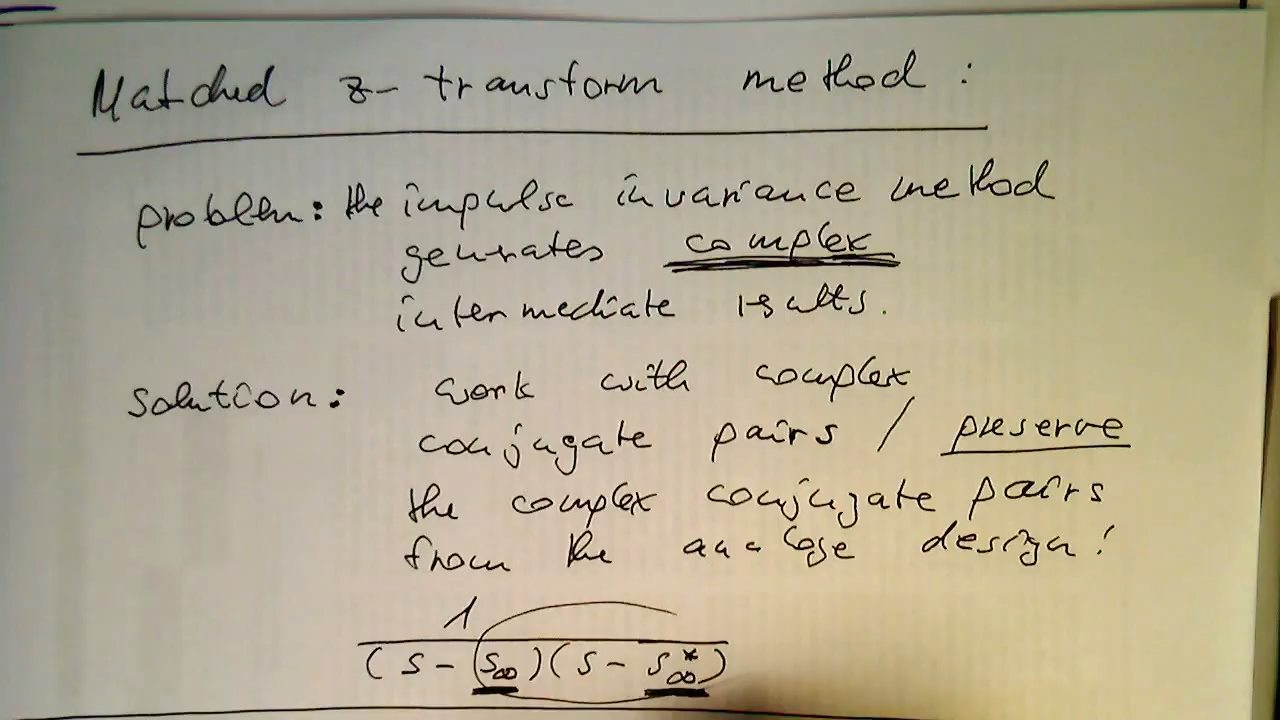 Matched z-transform method:
problem: the impulse invariance method
generates complex
intermediate results.
solution: work with complex
conjugate pairs / preserve
the complex conjugate pairs
from the analoge design!
1
(s - s∞)(s - s∞*)